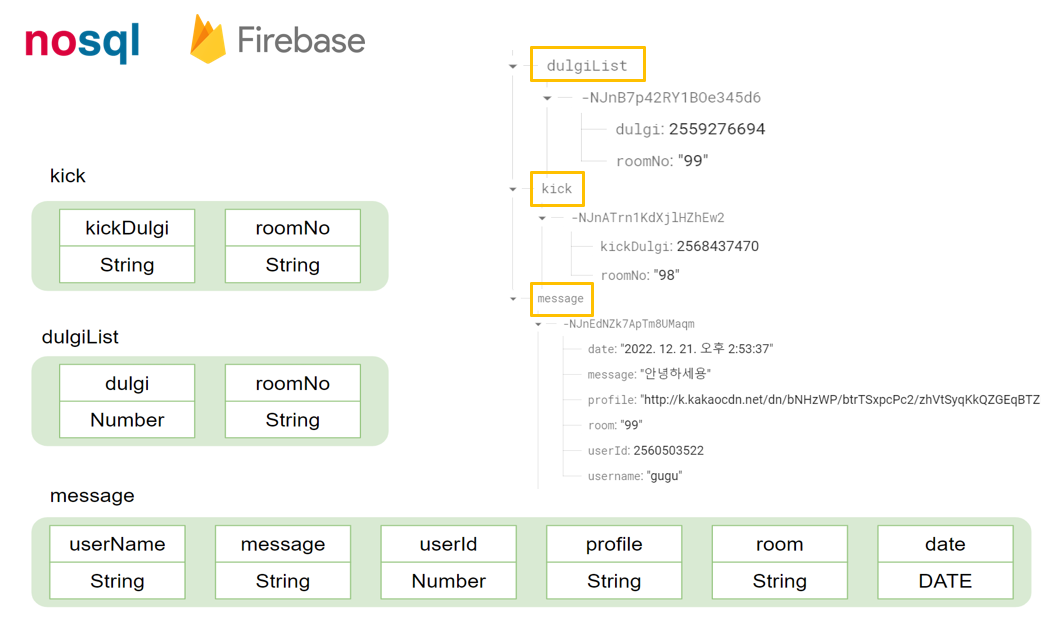 nosql
Firebase
kick
kickDulgi
roomNo
String
String
dulgiList
dulgi
roomNo
Number
String
message
userName
message
userId
profile
room
date
String
String
Number
String
String
DATE
dulgiList
-NJnB7p42RY1BOe345d6
dulgi: 2559276694
roomNo: "99"
kick
-NJnATrn1KdXjlHZhEw2
kickDulgi: 2568437470
roomNo: "98"
message
-NJnEdNZk7ApTm8UMaqm
date: "2022. 12. 21. 오후 2:53:37"
message: "안녕하세용"
profile: "http://k.kakaocdn.net/dn/bNHzWP/btrTSxpcPc2/zhVtSyqKkQZGEqBTZ
room: "99"
userId: 2560503522
username: "gugu"